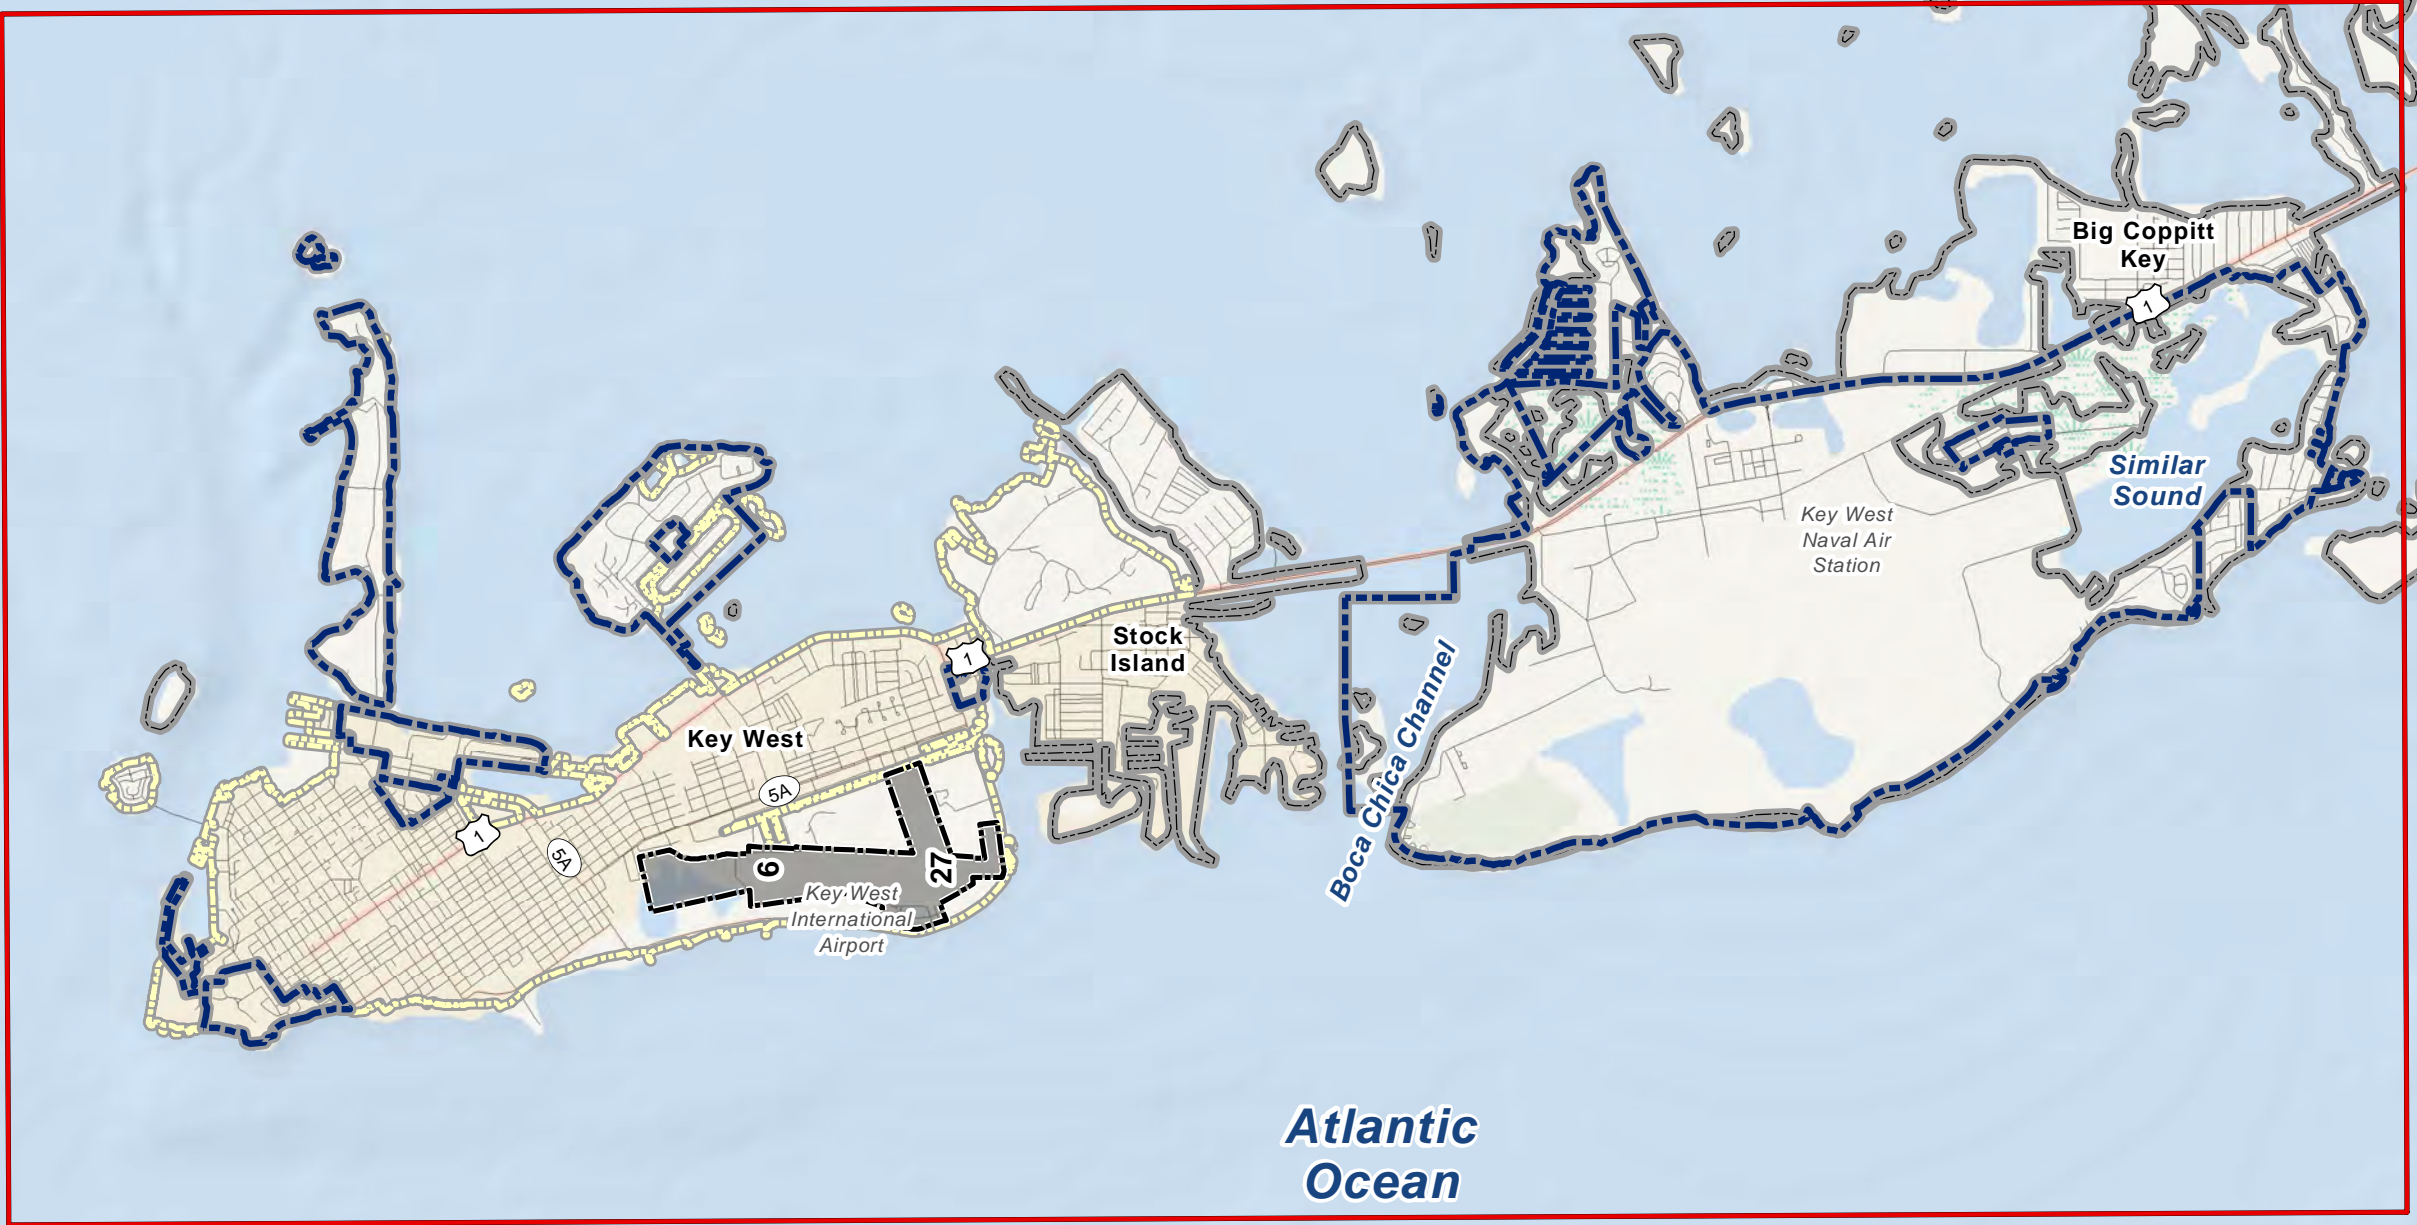 Big Coppitt
Key
1
Similar
Sound
Key West
Naval Air
Station
Stock
Island
1
Boca Chica Channel
Key West
5A
1
5A
6
27
Key West
International
Airport
Atlantic
Ocean